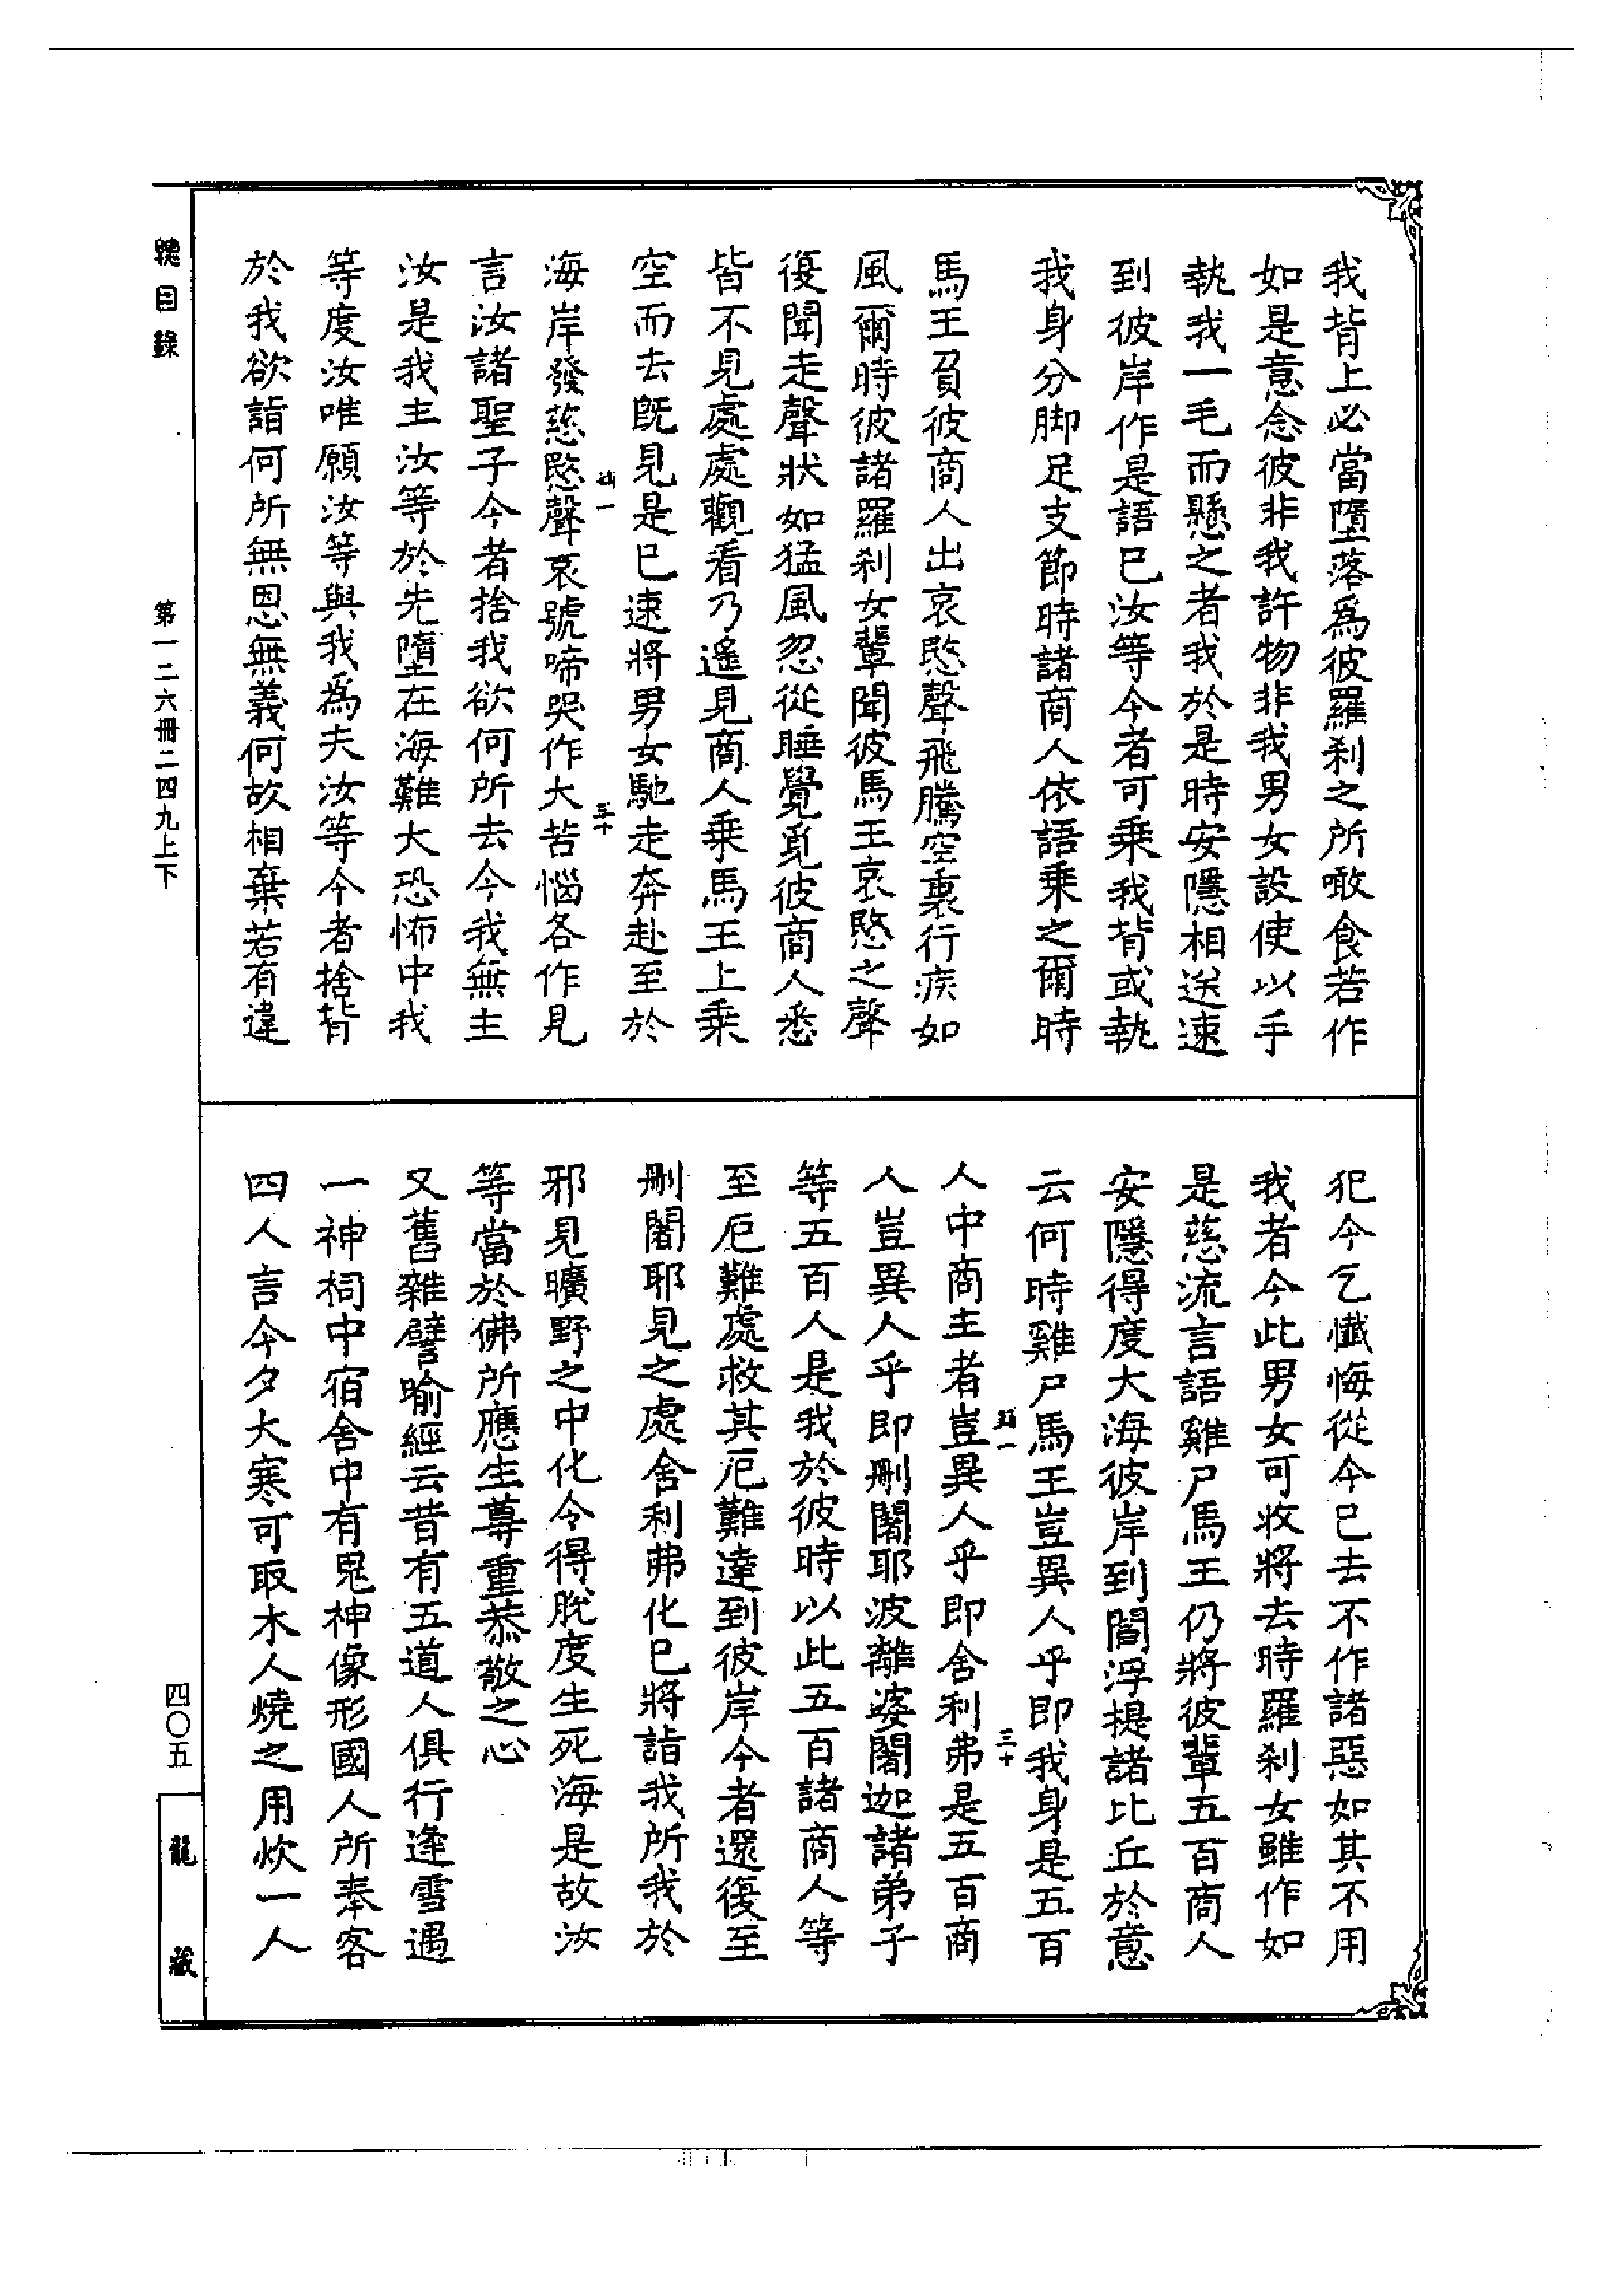 我背上必當墮落爲彼羅刹之所噉食若作
如是意念彼非我許物非我男女設使以手
執我一毛而懸之者我於是時安隱相送速
到彼岸作是語已汝等今者可乘我背或執
我身分脚足支節時諸商人依語乘之爾時
馬王負彼商人出哀愍聲飛騰空裏行疾如
風爾時彼諸羅刹女輩聞彼馬王哀愍之聲
復聞走聲狀如猛風忽從睡覺覓彼商人悉
皆不見處處觀看乃遙見商人乘馬王上乘
空而去既見是已速將男女馳走奔赴至於
三十
海岸發慈愍聲哀號啼哭作大苦惱各作見
言汝諸聖子今者捨我欲何所去今我無主
汝是我主汝等於先墮在海難大恐怖中我
等度汝唯願汝等與我爲夫汝等今者捨背
於我欲詣何所無恩無義何故相棄若有違
犯今乞懺悔從今已去不作諸惡如其不用
我者今此男女可收將去時羅刹女雖作如
是慈流言語雞尸馬王仍將彼輩五百商人
安隱得度大海彼岸到閻浮提諸比丘於意
云何時雞尸馬王豈異人乎即我身是五百
三十
人中商主者豈異人乎即舍利弗是五百商
人豈異人乎即刪闍耶波離婆闍迦諸弟子
等五百人是我於彼時以此五百諸商人等
至厄難處救其厄難達到彼岸今者還復至
刪闍耶見之處舍利弗化已將詣我所我於
邪見曠野之中化令得脫度生死海是故汝
等當於佛所應生尊重恭敬之心
又舊雜譬喻經云昔有五道人俱行逢雪過
一神祠中宿舍中有鬼神像形國人所奉客
四人言今夕大寒可取木人燒之用炊一人
目錄
第一二六冊二四九上下
四〇五
龍藏